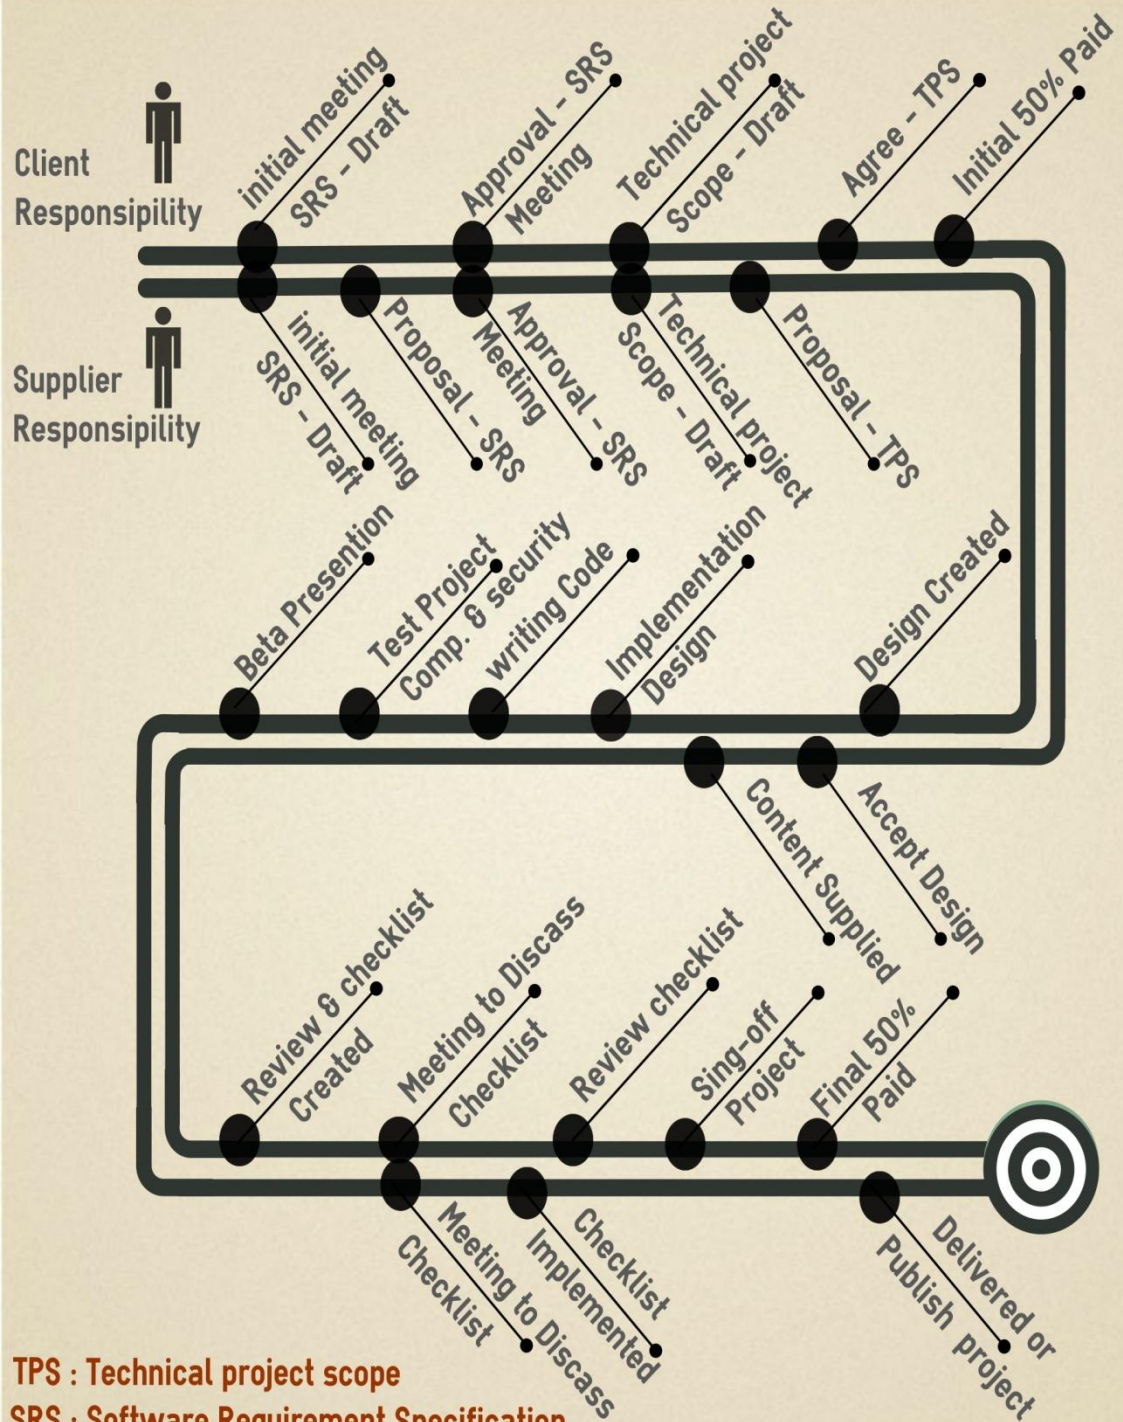 Client
Responsipility
initial meeting
SRS - Draft
Approval - SRS
Meeting
Technical project
Scope - Draft
Agree - TPS
Initial 50% Paid
Supplier
Responsipility
initial meeting
SRS - Draft
Proposal - SRS
Approval - SRS
Meeting
Technical project
Scope - Draft
Proposal - TPS
Beta Presention
Test Project
Comp. & security
writing Code
Implementation
Design
Design Created
Content Supplied
Accept Design
Review & checklist
Created
Meeting to Discass
Checklist
Review checklist
Sing-off
Project
Final 50%
Paid
Meeting to Discass
Checklist
Checklist
Implemented
Delivered or
Publish project
TPS : Technical project scope
SRS : Software Requirement Specification